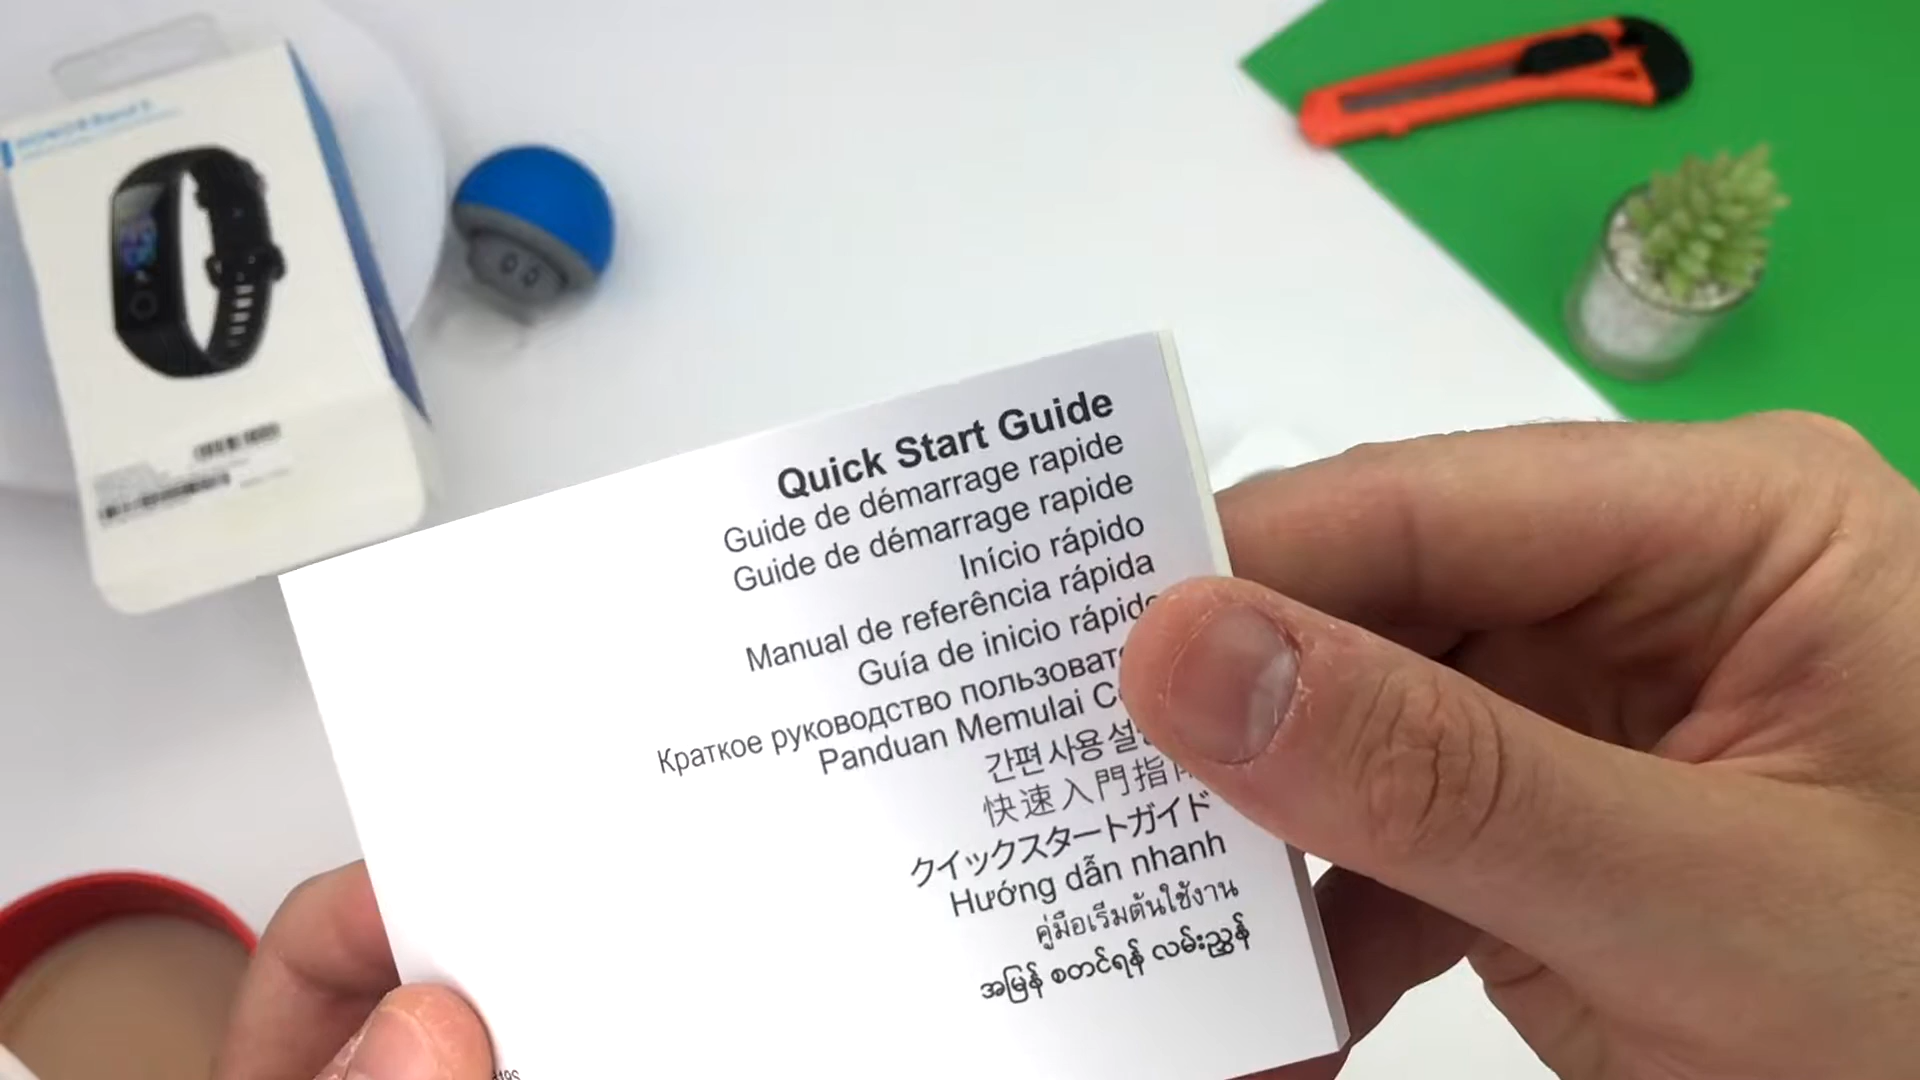 Quick Start Guide
Guide de démarrage rapide
Guide de démarrage rapide
Início rápido
Manual de referência rápida
Guía de inicio
Краткое руководство
Panduan Memulai
간편 사용
快速入門指
クイックスタートガイド
Hướng dẫn nhanh
คู่มือเริ่มต้นใช้งาน
အမြန် စတင်ရန် လမ်းညွှန်